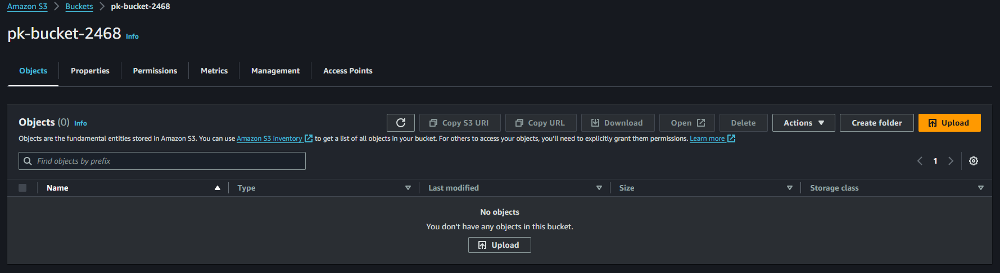 Amazon S3 > Buckets > pk-bucket-2468
pk-bucket-2468 Info
Objects Properties Permissions Metrics Management Access Points
Objects (0) Info Copy S3 URI Copy URL Download Open Delete Actions Create folder Upload
Objects are the fundamental entities stored in Amazon S3. You can use Amazon S3 inventory to get a list of all objects in your bucket. For others to access your objects, you'll need to explicitly grant them permissions. Learn more
Find objects by prefix 1
Name Type Last modified Size Storage class
No objects
You don't have any objects in this bucket.
Upload